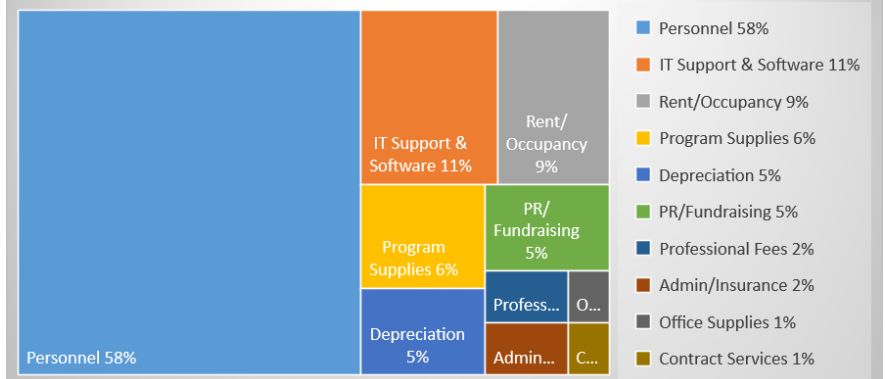 Personnel 58%
IT Support &
Software 11%
Rent/
Occupancy
9%
Program
Supplies 6%
Depreciation
5%
PR/
Fundraising
5%
Profess...
O...
Admin...
C...
Personnel 58%
IT Support & Software 11%
Rent/Occupancy 9%
Program Supplies 6%
Depreciation 5%
PR/Fundraising 5%
Professional Fees 2%
Admin/Insurance 2%
Office Supplies 1%
Contract Services 1%